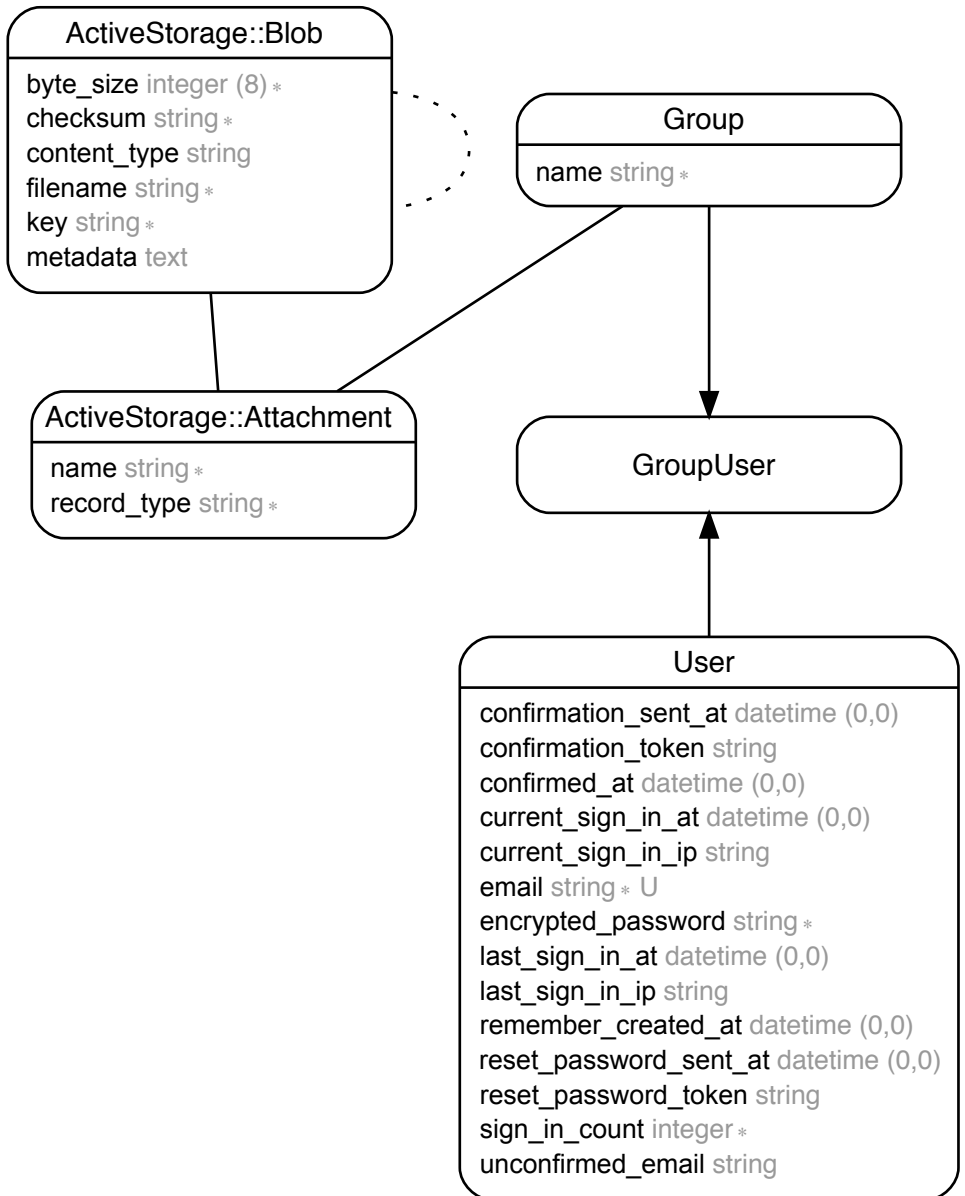 ActiveStorage::Blob
byte_size integer (8) ∗
checksum string ∗
content_type string
filename string ∗
key string ∗
metadata text
Group
name string ∗
ActiveStorage::Attachment
name string ∗
record_type string ∗
GroupUser
User
confirmation_sent_at datetime (0,0)
confirmation_token string
confirmed_at datetime (0,0)
current_sign_in_at datetime (0,0)
current_sign_in_ip string
email string ∗ U
encrypted_password string ∗
last_sign_in_at datetime (0,0)
last_sign_in_ip string
remember_created_at datetime (0,0)
reset_password_sent_at datetime (0,0)
reset_password_token string
sign_in_count integer ∗
unconfirmed_email string